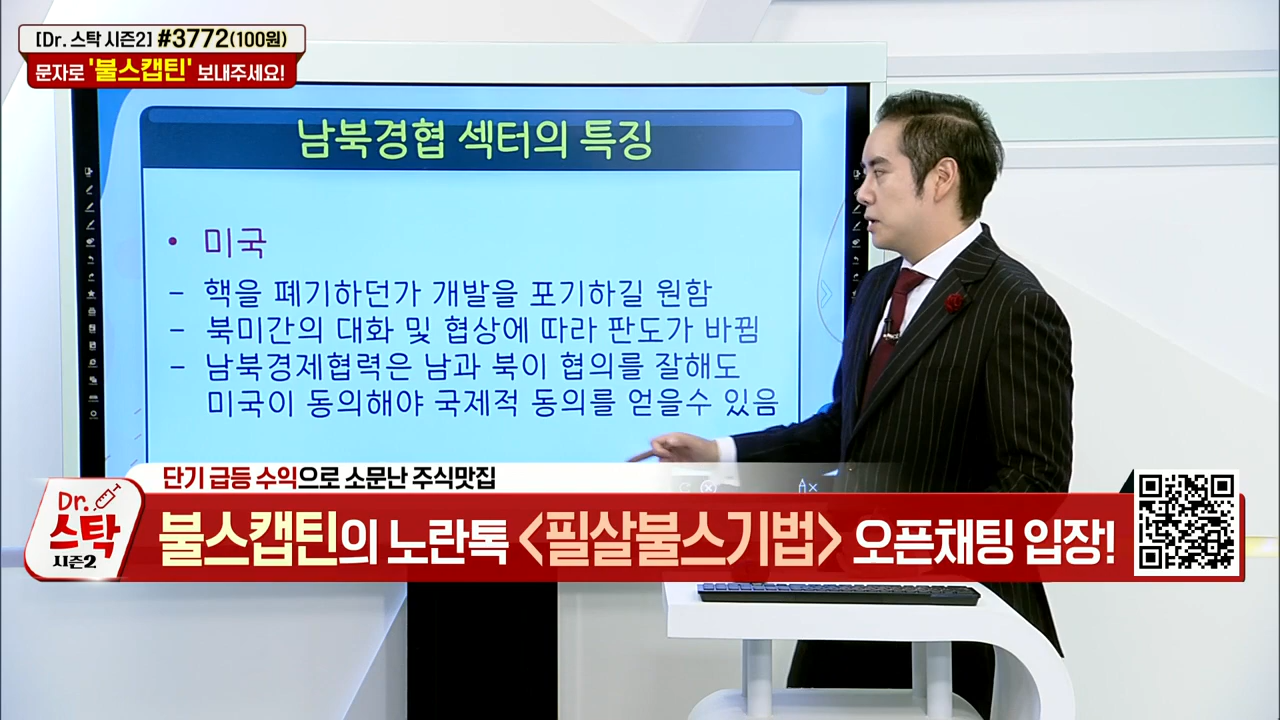 [Dr. 스탁 시즌2] #3772(100원)
문자로 '불스캡틴' 보내주세요!
남북경협 섹터의 특징
• 미국
- 핵을 폐기하던가 개발을 포기하길 원함
- 북미간의 대화 및 협상에 따라 판도가 바뀜
- 남북경제협력은 남과 북이 협의를 잘해도
미국이 동의해야 국제적 동의를 얻을수 있음
단기 급등 수익으로 소문난 주식맛집
Dr.
스탁
시즌2
불스캡틴의 노란톡 <필살불스기법> 오픈채팅 입장!